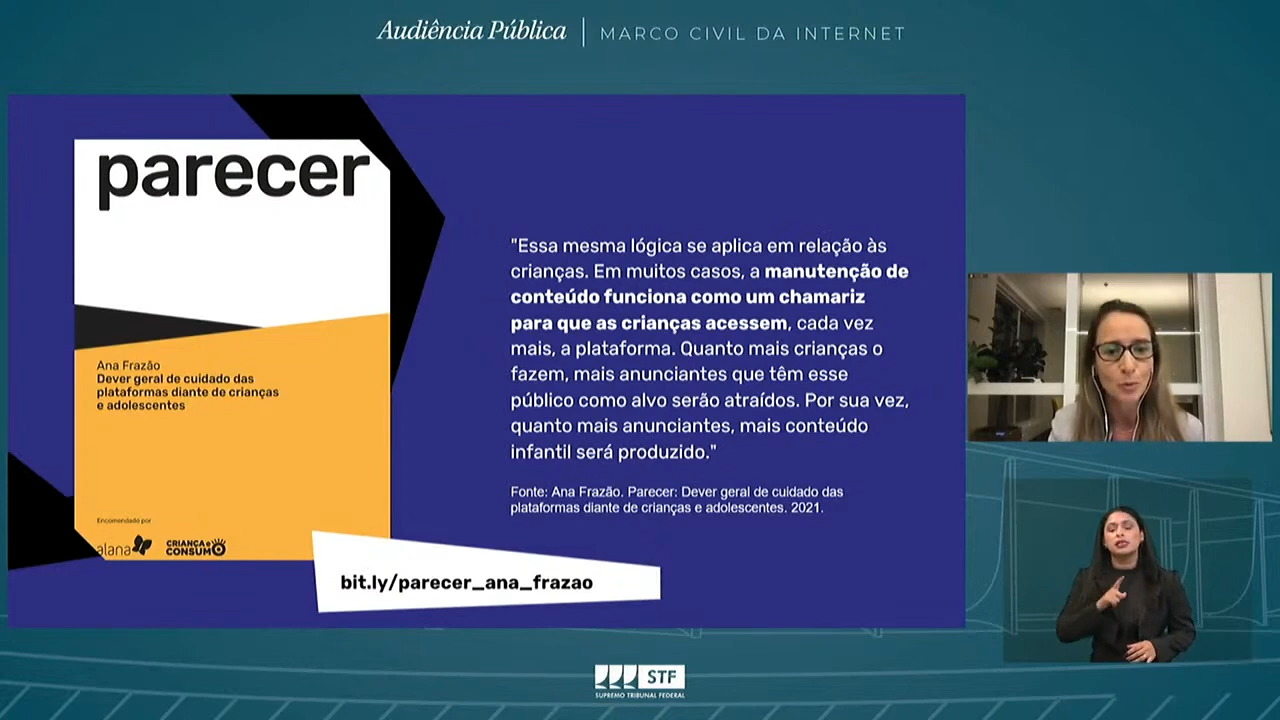 Audiência Pública | MARCO CIVIL DA INTERNET
parecer
Ana Frazão
Dever geral de cuidado das
plataformas diante de crianças
e adolescentes
Encomendado por
alana
CRIANÇA e
CONSUMO
"Essa mesma lógica se aplica em relação às
crianças. Em muitos casos, a manutenção de
conteúdo funciona como um chamariz
para que as crianças acessem, cada vez
mais, a plataforma. Quanto mais crianças o
fazem, mais anunciantes que têm esse
público como alvo serão atraídos. Por sua vez,
quanto mais anunciantes, mais conteúdo
infantil será produzido."
Fonte: Ana Frazão. Parecer: Dever geral de cuidado das
plataformas diante de crianças e adolescentes. 2021.
bit.ly/parecer_ana_frazao
STF
SUPREMO TRIBUNAL FEDERAL